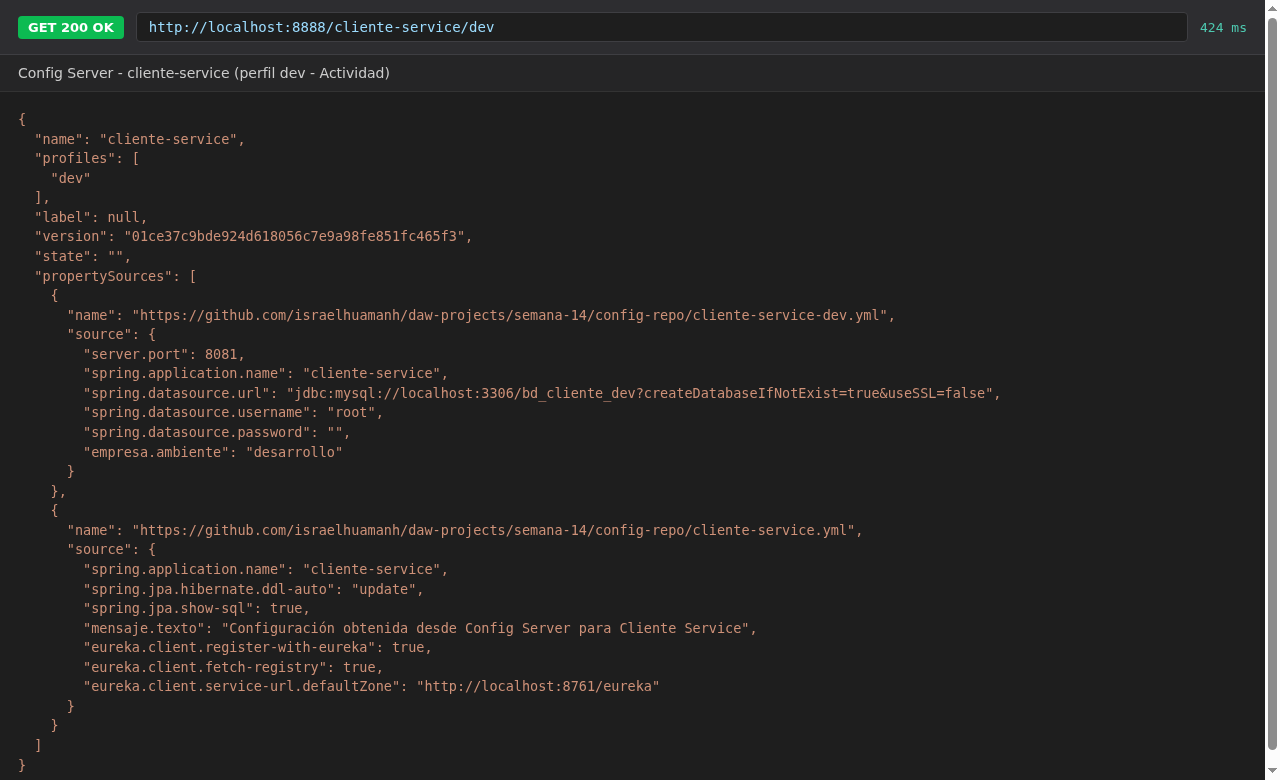 GET 200 OK http://localhost:8888/cliente-service/dev 424 ms
Config Server - cliente-service (perfil dev - Actividad)
{
  "name": "cliente-service",
  "profiles": [
    "dev"
  ],
  "label": null,
  "version": "01ce37c9bde924d618056c7e9a98fe851fc465f3",
  "state": "",
  "propertySources": [
    {
      "name": "https://github.com/israelhuamanh/daw-projects/semana-14/config-repo/cliente-service-dev.yml",
      "source": {
        "server.port": 8081,
        "spring.application.name": "cliente-service",
        "spring.datasource.url": "jdbc:mysql://localhost:3306/bd_cliente_dev?createDatabaseIfNotExist=true&useSSL=false",
        "spring.datasource.username": "root",
        "spring.datasource.password": "",
        "empresa.ambiente": "desarrollo"
      }
    },
    {
      "name": "https://github.com/israelhuamanh/daw-projects/semana-14/config-repo/cliente-service.yml",
      "source": {
        "spring.application.name": "cliente-service",
        "spring.jpa.hibernate.ddl-auto": "update",
        "spring.jpa.show-sql": true,
        "mensaje.texto": "Configuración obtenida desde Config Server para Cliente Service",
        "eureka.client.register-with-eureka": true,
        "eureka.client.fetch-registry": true,
        "eureka.client.service-url.defaultZone": "http://localhost:8761/eureka"
      }
    }
  ]
}